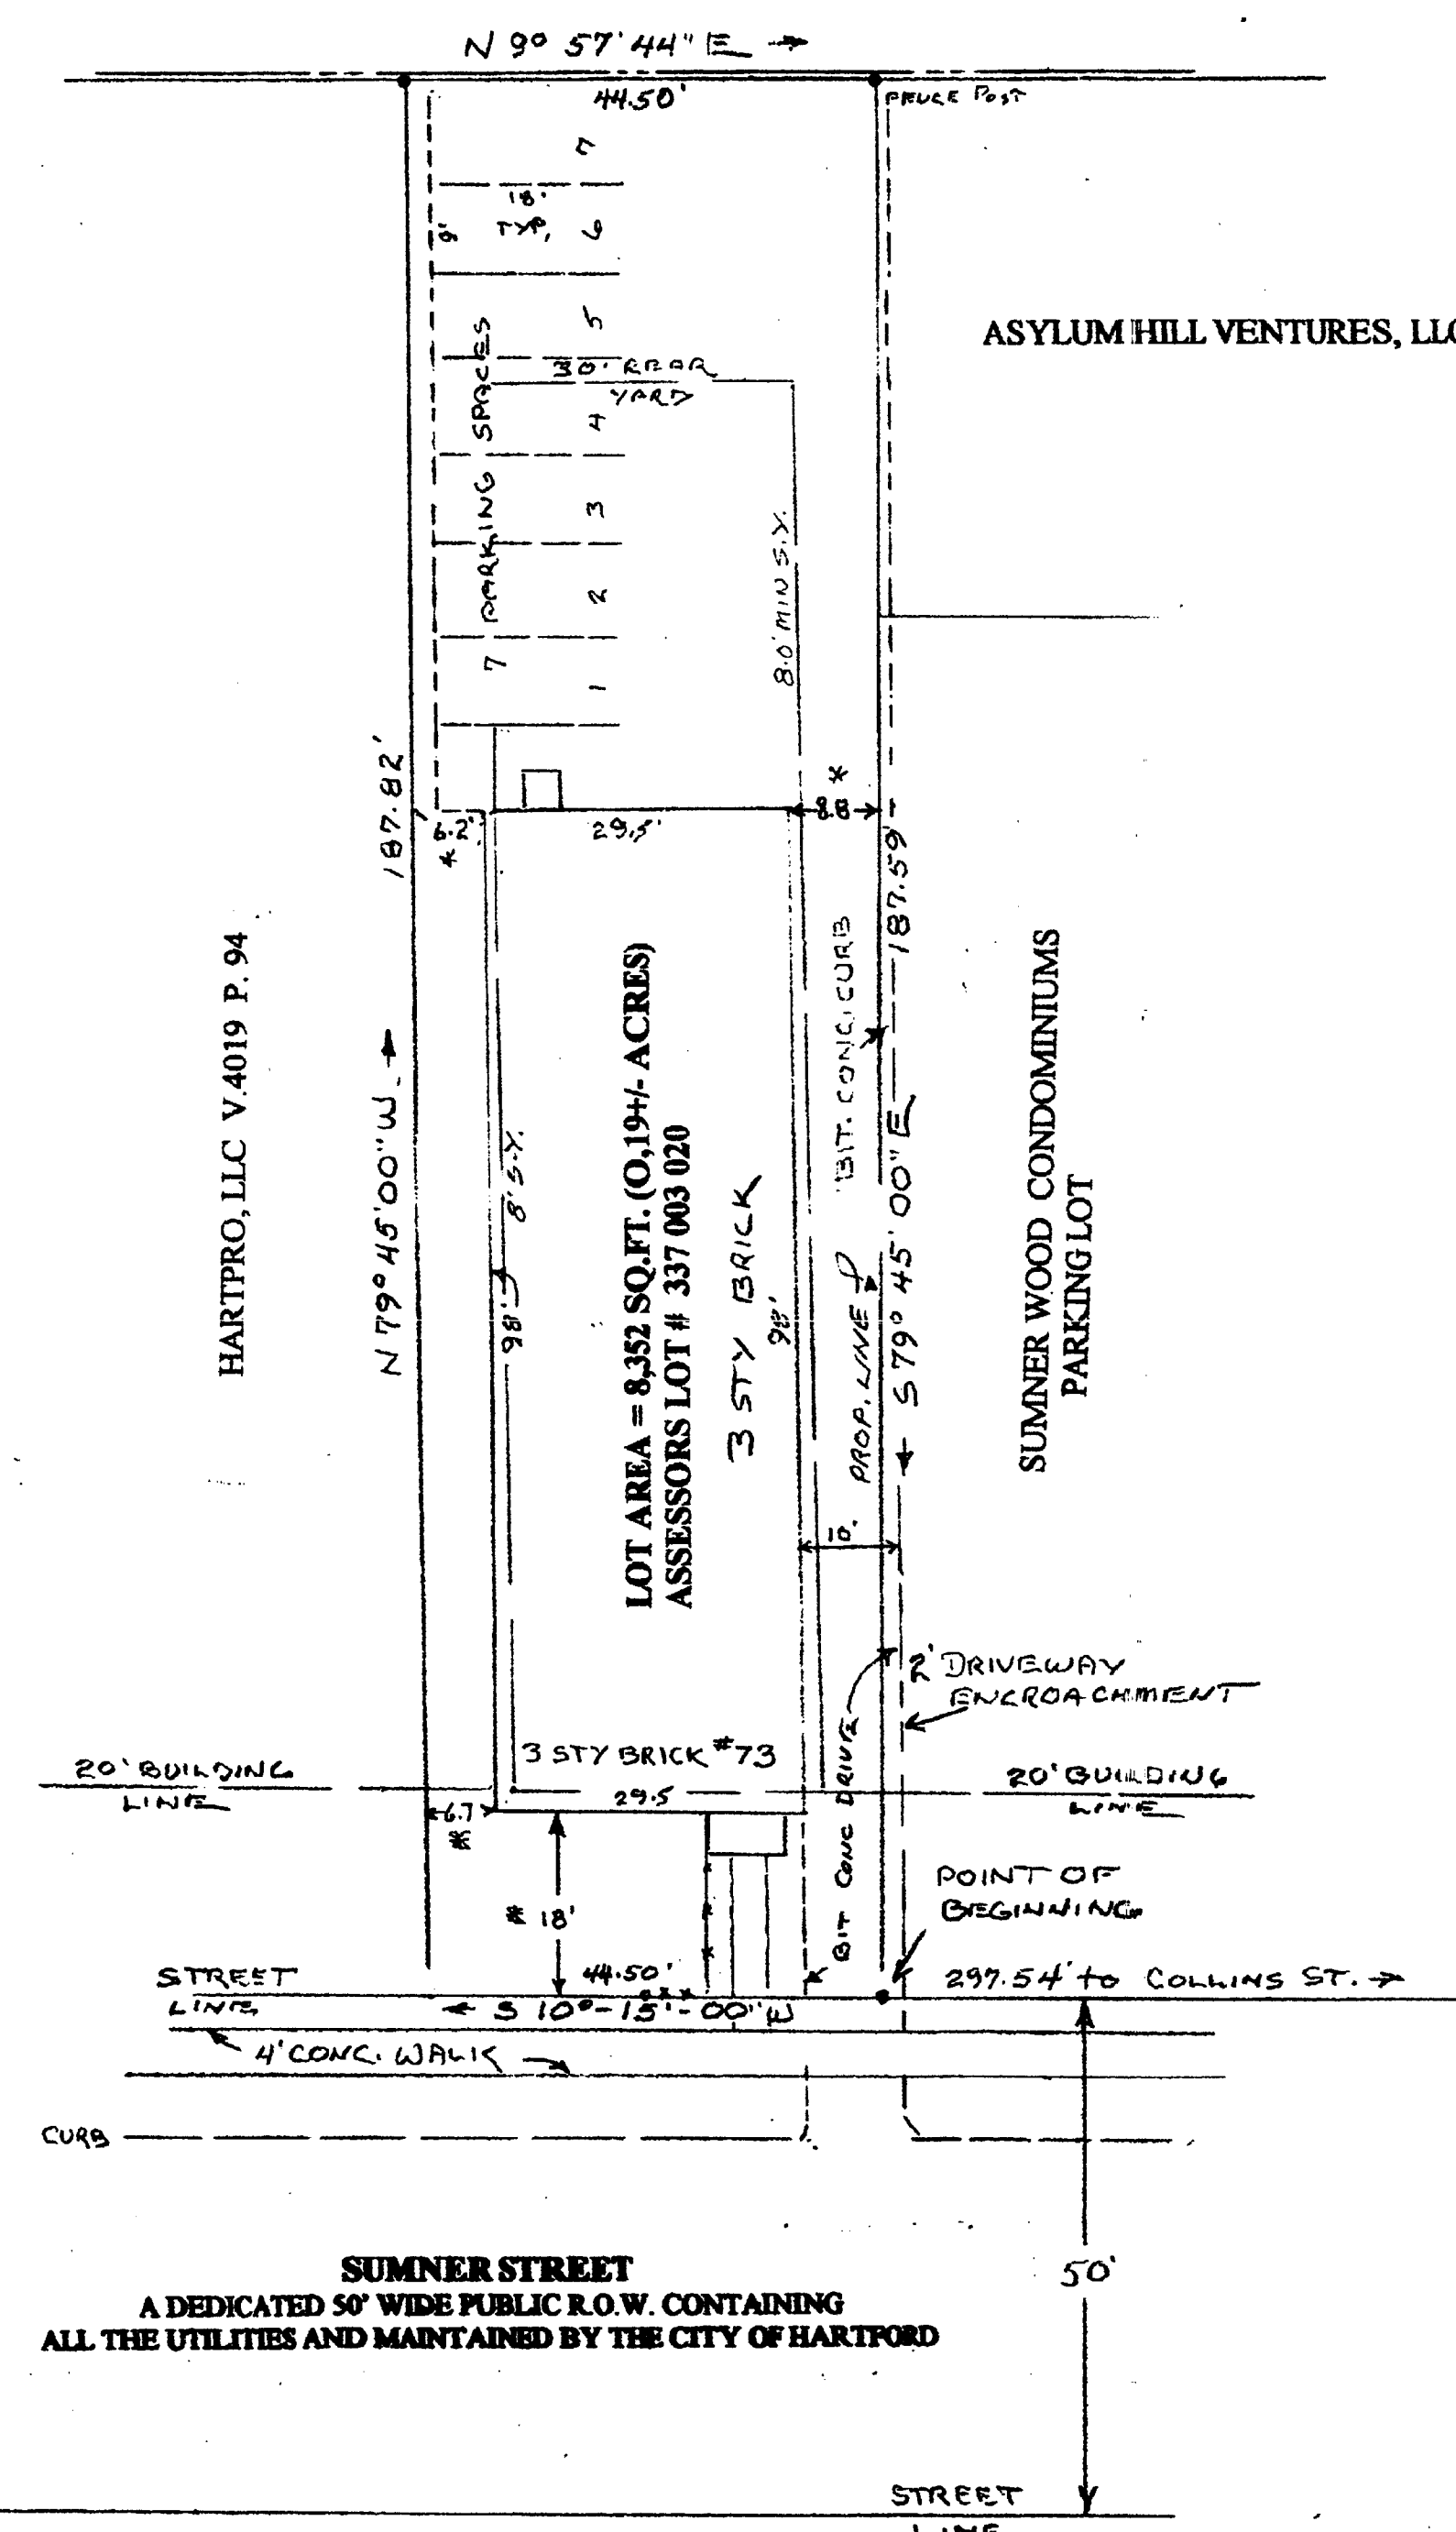 N 9° 57' 44" E →
44.50'
FENCE POST
7
18'
TYP.
9'
6
5
ASYLUM HILL VENTURES, LLC
30' REAR
YARD
4
3
2
1
7 PARKING SPACES
8.0' MIN S.Y.
187.82'
6.2'
*
29.5'
8.8
*
187.59'
HARTPRO, LLC V.4019 P. 94
N 79° 45' 00" W →
98'
8' S.Y.
LOT AREA = 8,352 SQ.FT. (O,19+/- ACRES)
ASSESSORS LOT # 337 003 020
3 STY BRICK
98'
BIT. CONC. CURB
PROP. LINE
← S 79° 45' 00" E
SUMNER WOOD CONDOMINIUMS
PARKING LOT
10.
2' DRIVEWAY
ENCROACHMENT
3 STY BRICK #73
29.5
20' BUILDING
LINE
20' BUILDING
LINE
6.7
*
* 18'
BIT CONC DRIVE
POINT OF
BEGINNING
STREET
LINE
44.50'
← S 10°-15'-00" W
297.54' to COLLINS ST. →
4' CONC. WALK
CURB
50'
SUMNER STREET
A DEDICATED 50' WIDE PUBLIC R.O.W. CONTAINING
ALL THE UTILITIES AND MAINTAINED BY THE CITY OF HARTFORD
STREET
LINE